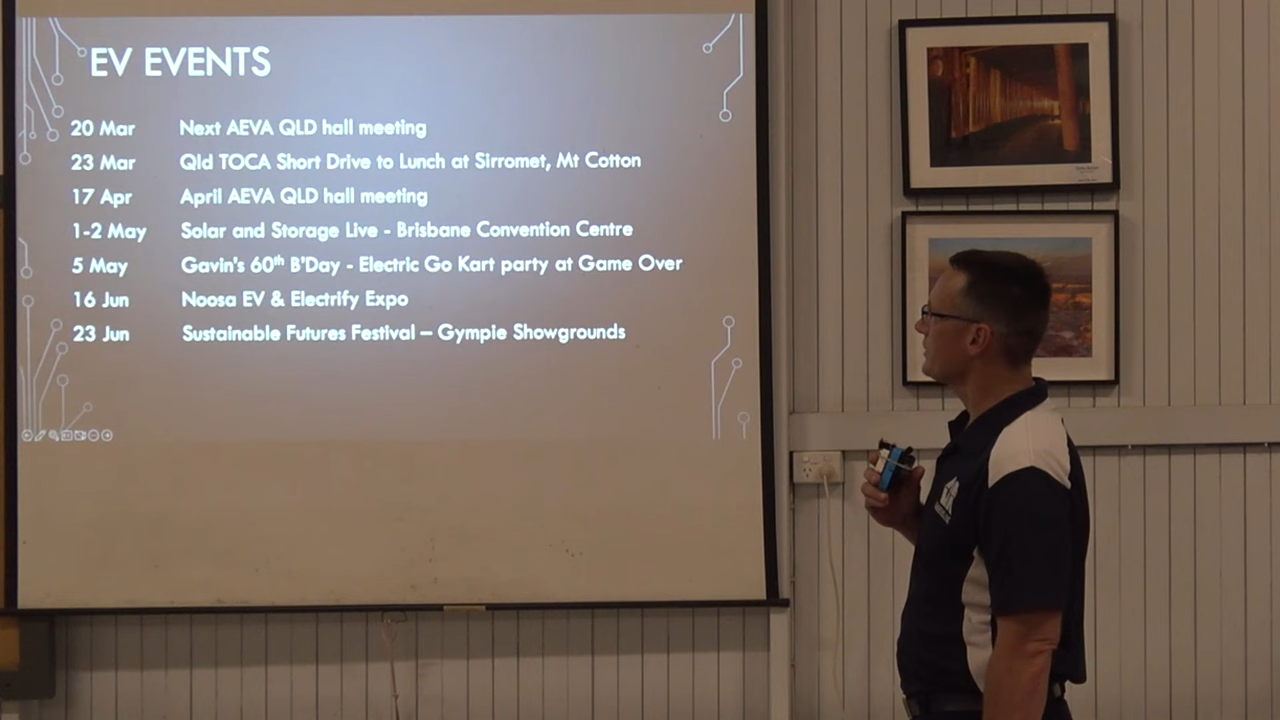 EV EVENTS
20 Mar Next AEVA QLD hall meeting
23 Mar Qld TOCA Short Drive to Lunch at Sirromet, Mt Cotton
17 Apr April AEVA QLD hall meeting
1-2 May Solar and Storage Live - Brisbane Convention Centre
5 May Gavin's 60th B'Day - Electric Go Kart party at Game Over
16 Jun Noosa EV & Electrify Expo
23 Jun Sustainable Futures Festival – Gympie Showgrounds